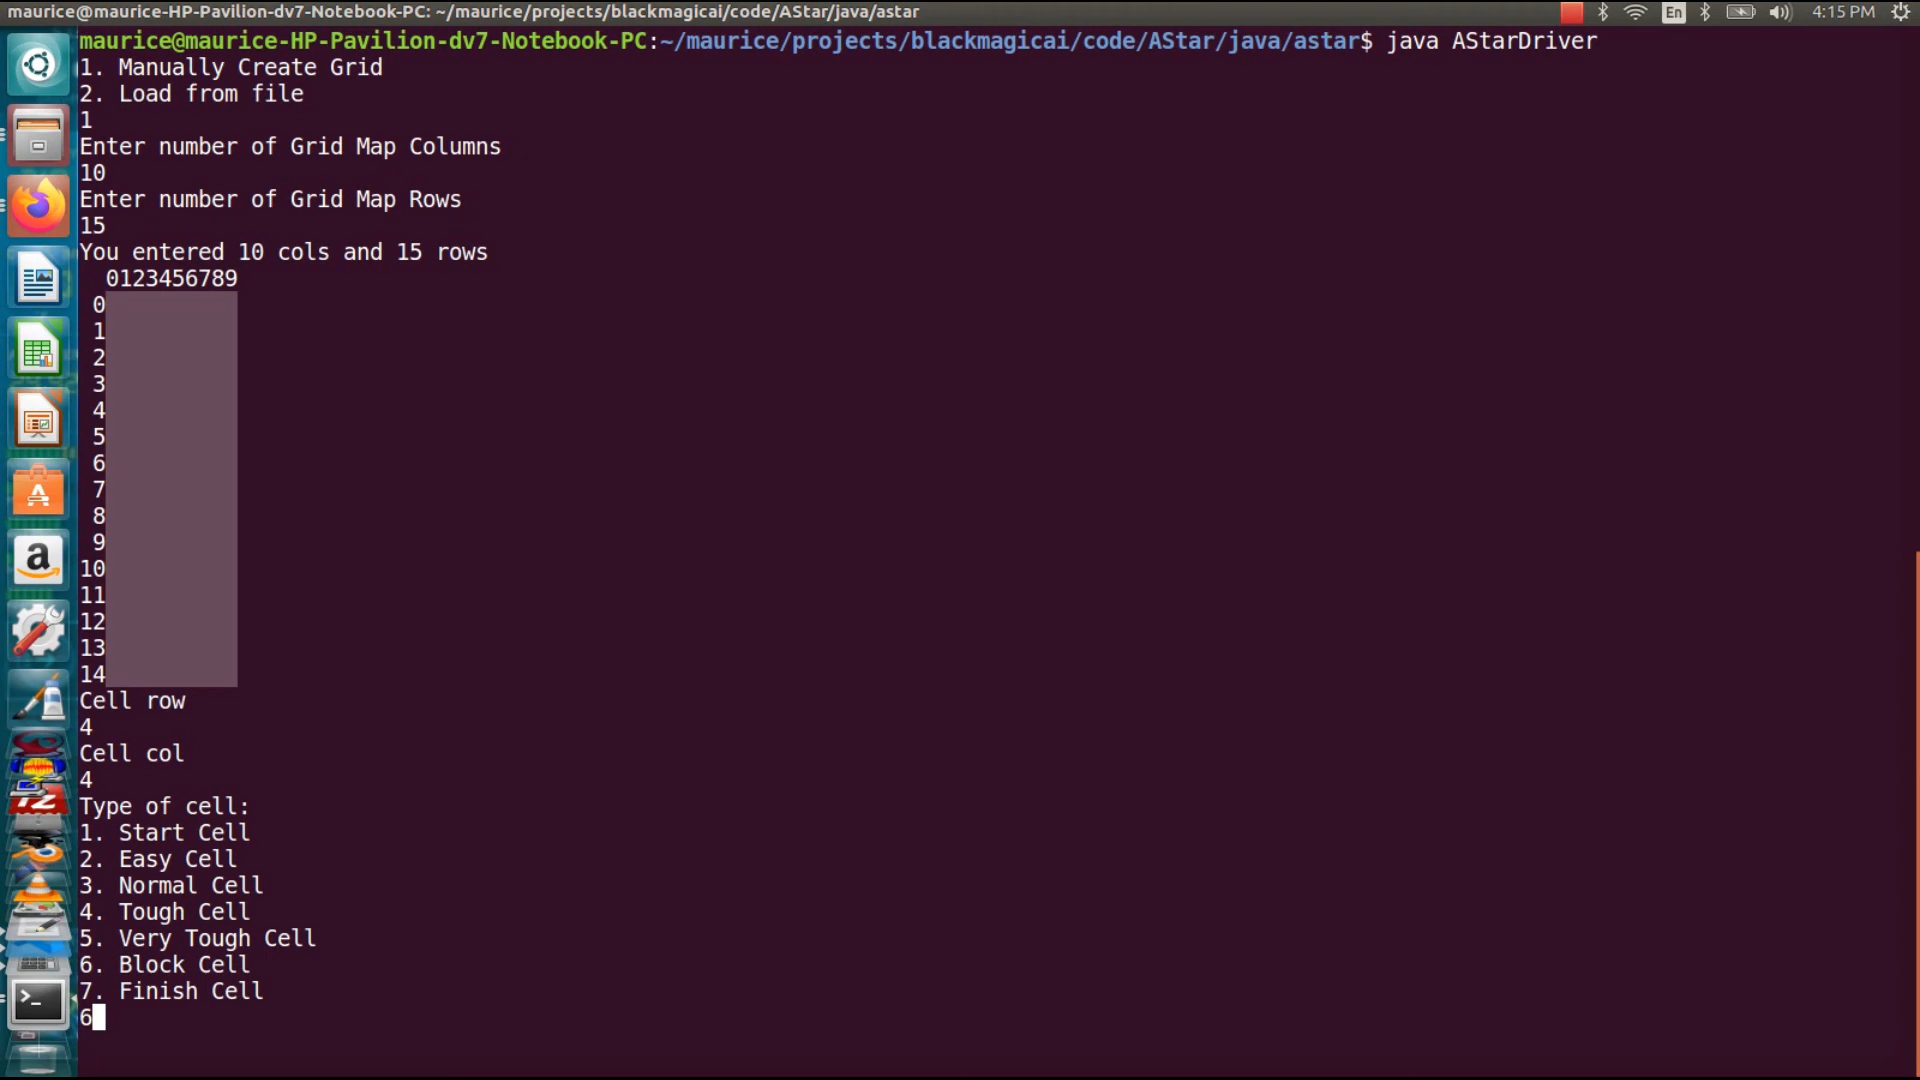 maurice@maurice-HP-Pavilion-dv7-Notebook-PC: ~/maurice/projects/blackmagicai/code/AStar/java/astar
En
4:15 PM
maurice@maurice-HP-Pavilion-dv7-Notebook-PC:~/maurice/projects/blackmagicai/code/AStar/java/astar$ java AStarDriver
1. Manually Create Grid
2. Load from file
1
Enter number of Grid Map Columns
10
Enter number of Grid Map Rows
15
You entered 10 cols and 15 rows
0123456789
0
1
2
3
4
5
6
7
8
9
10
11
12
13
14
Cell row
4
Cell col
4
Type of cell:
1. Start Cell
2. Easy Cell
3. Normal Cell
4. Tough Cell
5. Very Tough Cell
6. Block Cell
7. Finish Cell
6